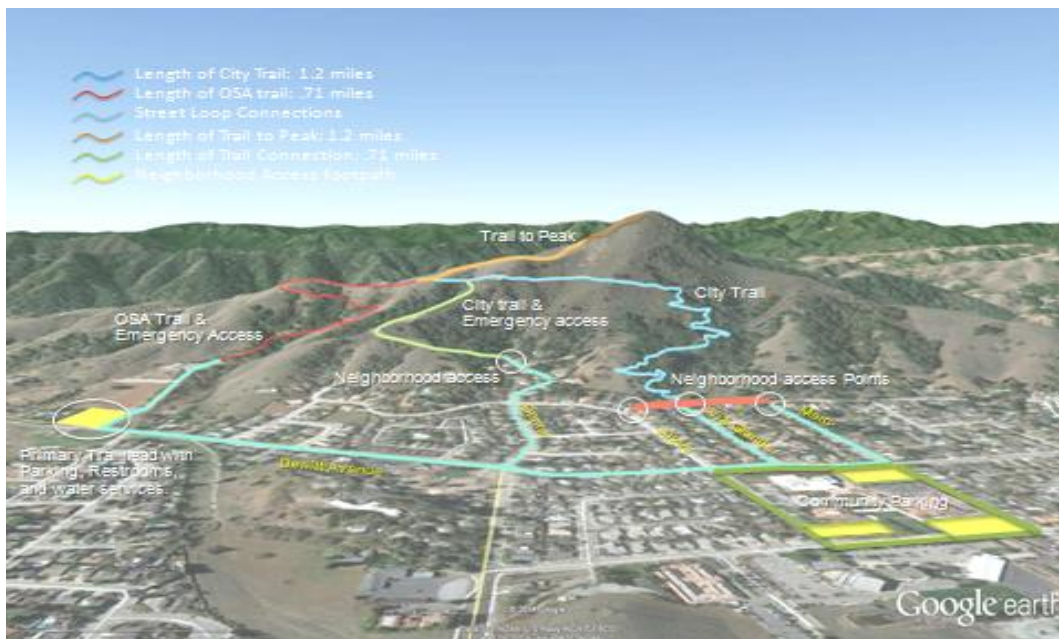 Length of City Trail: 1.2 miles
Length of OSA trail: .71 miles
Street Loop Connections
Length of Trail to Peak: 1.2 miles
Length of Trail Connection: .71 miles
Neighborhood Access footpath
Trail to Peak
City Trail
City trail &
Emergency access
OSA Trail &
Emergency Access
Neighborhood access
Neighborhood access Points
Primary Trailhead with
Parking, Restrooms,
and water services.
Dewitt Avenue
Community Parking
Google earth